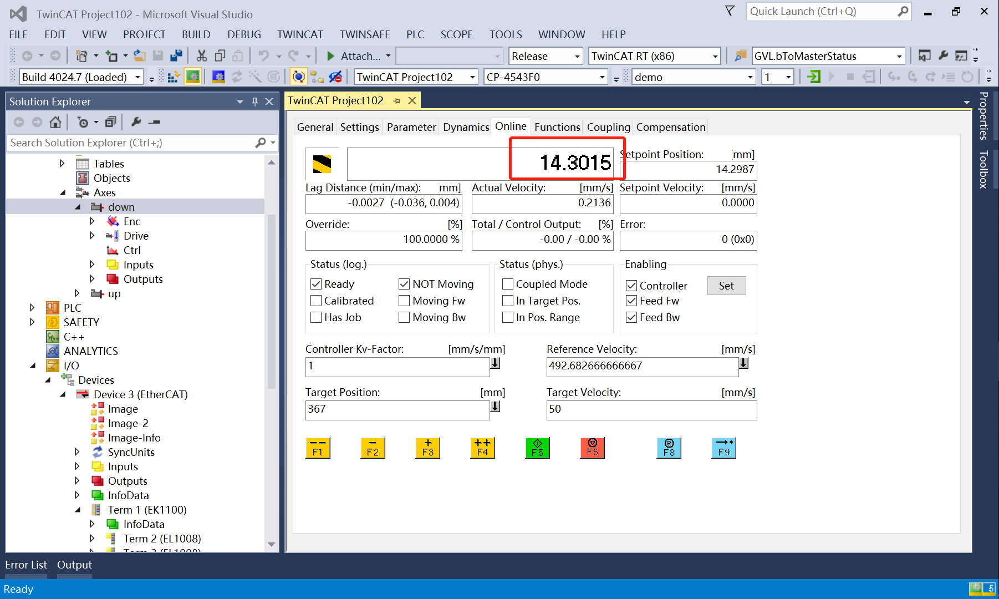 TwinCAT Project102 - Microsoft Visual Studio
Quick Launch (Ctrl+Q)
FILE EDIT VIEW PROJECT BUILD DEBUG TWINCAT TWINSAFE PLC SCOPE TOOLS WINDOW HELP
Attach... Release TwinCAT RT (x86) GVL.bToMasterStatus
Build 4024.7 (Loaded) TwinCAT Project102 CP-4543F0 demo 1
Solution Explorer
Search Solution Explorer (Ctrl+;)
Tables
Objects
Axes
down
Enc
Drive
Ctrl
Inputs
Outputs
up
PLC
SAFETY
C++
ANALYTICS
I/O
Devices
Device 3 (EtherCAT)
Image
Image-2
Image-Info
SyncUnits
Inputs
Outputs
InfoData
Term 1 (EK1100)
InfoData
Term 2 (EL1008)
TwinCAT Project102
General Settings Parameter Dynamics Online Functions Coupling Compensation
14.3015
Setpoint Position: mm]
14.2987
Lag Distance (min/max): mm] Actual Velocity: [mm/s] Setpoint Velocity: [mm/s]
-0.0027 (-0.036, 0.004) 0.2136 0.0000
Override: [%] Total / Control Output: [%] Error:
100.0000 % -0.00 / -0.00 % 0 (0x0)
Status (log.) Status (phys.) Enabling
Ready NOT Moving Coupled Mode Controller Set
Calibrated Moving Fw In Target Pos. Feed Fw
Has Job Moving Bw In Pos. Range Feed Bw
Controller Kv-Factor: [mm/s/mm] Reference Velocity: [mm/s]
1 492.682666666667
Target Position: [mm] Target Velocity: [mm/s]
367 50
F1 F2 F3 F4 F5 F6 F8 F9
Properties
Toolbox
Error List Output
Ready
5